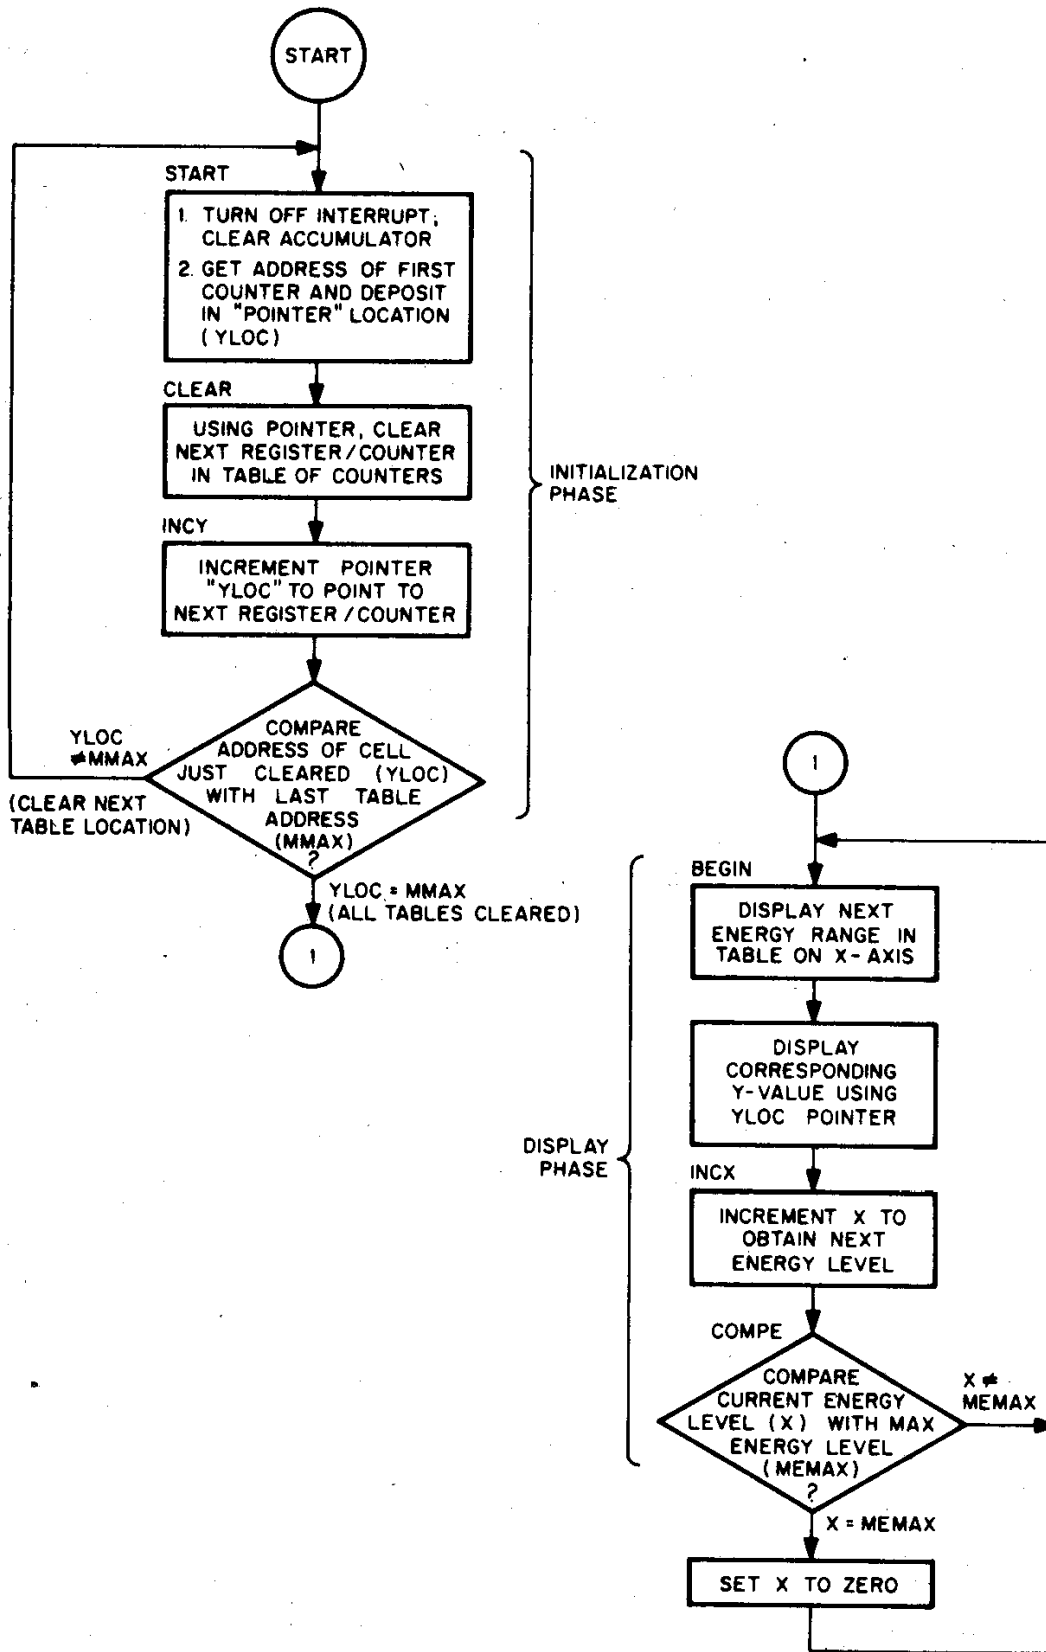 START
START
1. TURN OFF INTERRUPT;
CLEAR ACCUMULATOR
2. GET ADDRESS OF FIRST
COUNTER AND DEPOSIT
IN "POINTER" LOCATION
(YLOC)
CLEAR
USING POINTER, CLEAR
NEXT REGISTER/COUNTER
IN TABLE OF COUNTERS
INCY
INCREMENT POINTER
"YLOC" TO POINT TO
NEXT REGISTER/COUNTER
INITIALIZATION
PHASE
COMPARE
ADDRESS OF CELL
JUST CLEARED (YLOC)
WITH LAST TABLE
ADDRESS
(MMAX)
?
YLOC
≠MMAX
(CLEAR NEXT
TABLE LOCATION)
YLOC = MMAX
(ALL TABLES CLEARED)
1
1
BEGIN
DISPLAY NEXT
ENERGY RANGE IN
TABLE ON X-AXIS
DISPLAY
CORRESPONDING
Y-VALUE USING
YLOC POINTER
DISPLAY
PHASE
INCX
INCREMENT X TO
OBTAIN NEXT
ENERGY LEVEL
COMPE
COMPARE
CURRENT ENERGY
LEVEL (X) WITH MAX
ENERGY LEVEL
(MEMAX)
?
X ≠
MEMAX
X = MEMAX
SET X TO ZERO